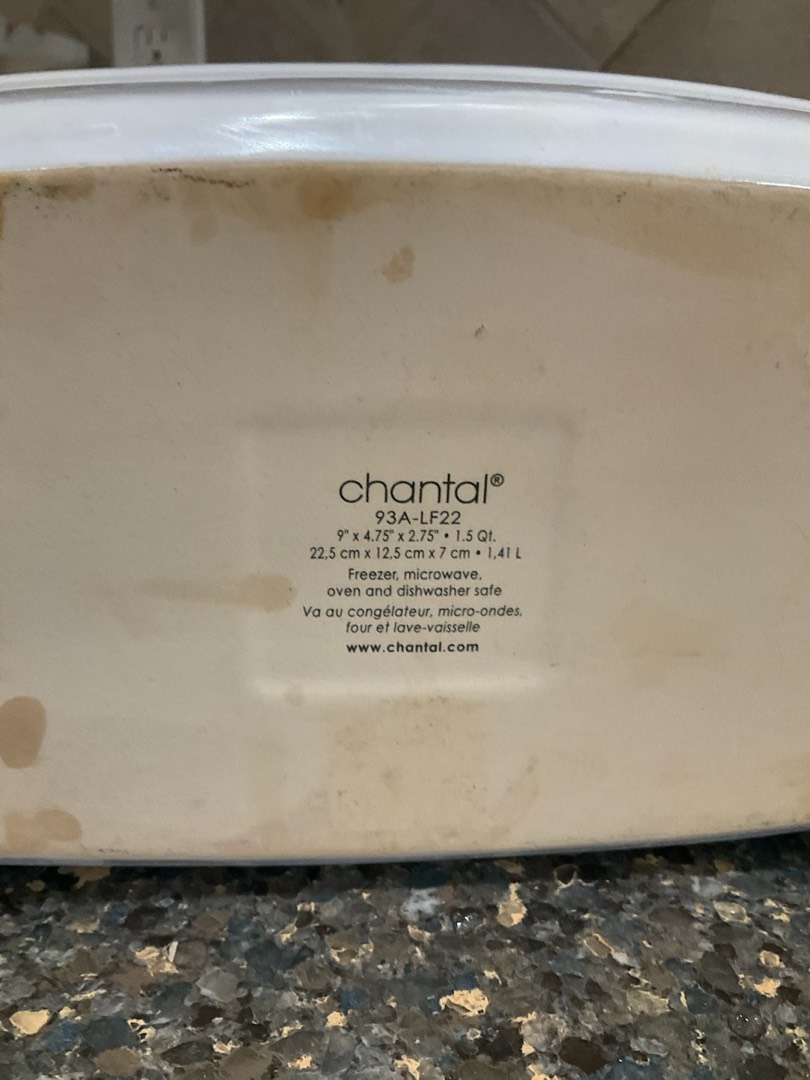 chantal®
93A-LF22
9" x 4.75" x 2.75" • 1.5 Qt.
22,5 cm x 12,5 cm x 7 cm • 1,41 L
Freezer, microwave,
oven and dishwasher safe
Va au congélateur, micro-ondes,
four et lave-vaisselle
www.chantal.com